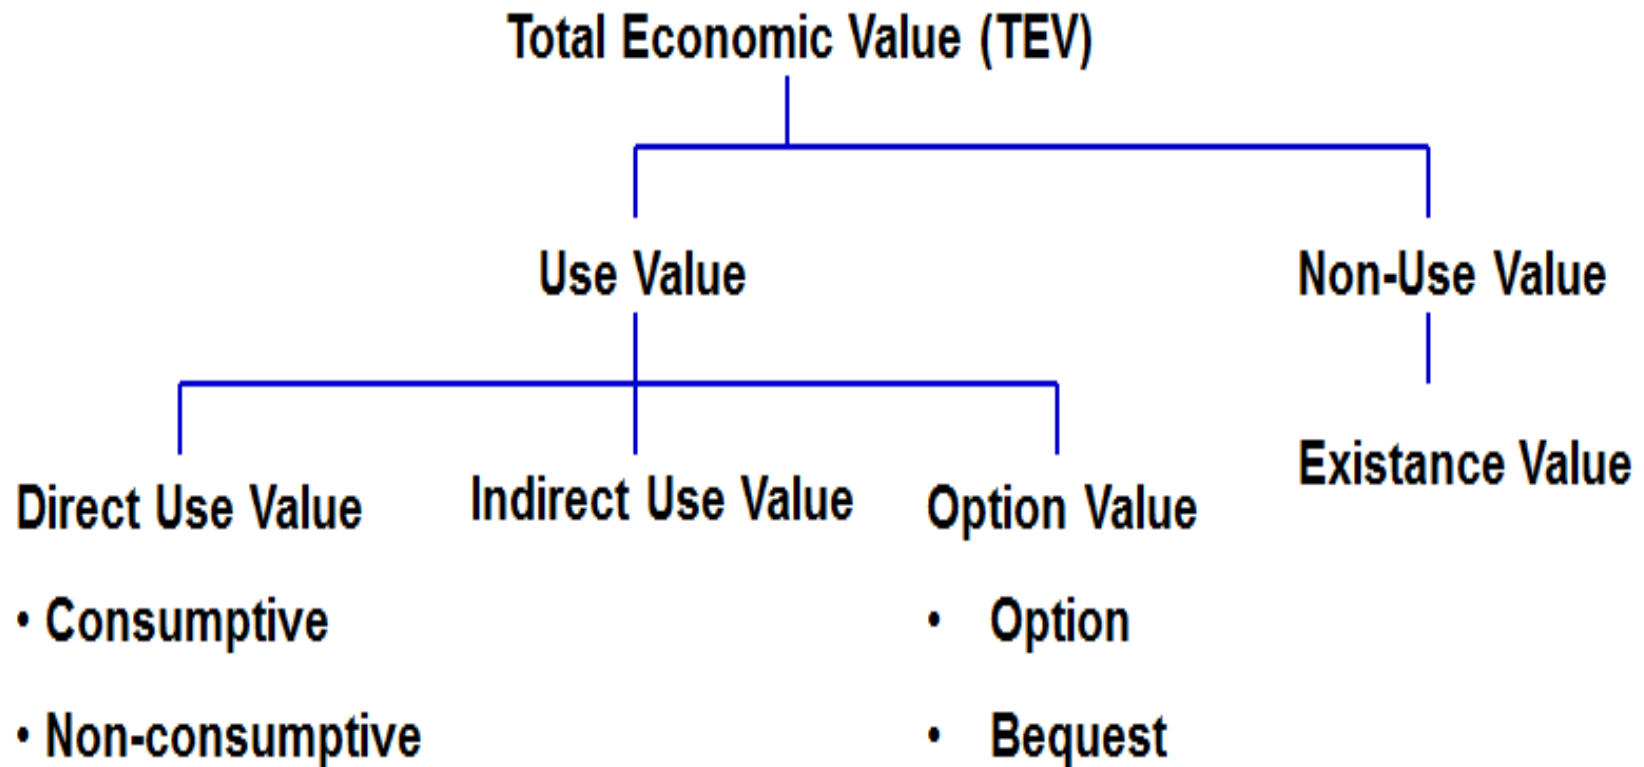 Total Economic Value (TEV)
Use Value
Non-Use Value
Direct Use Value
• Consumptive
• Non-consumptive
Indirect Use Value
Option Value
• Option
• Bequest
Existance Value